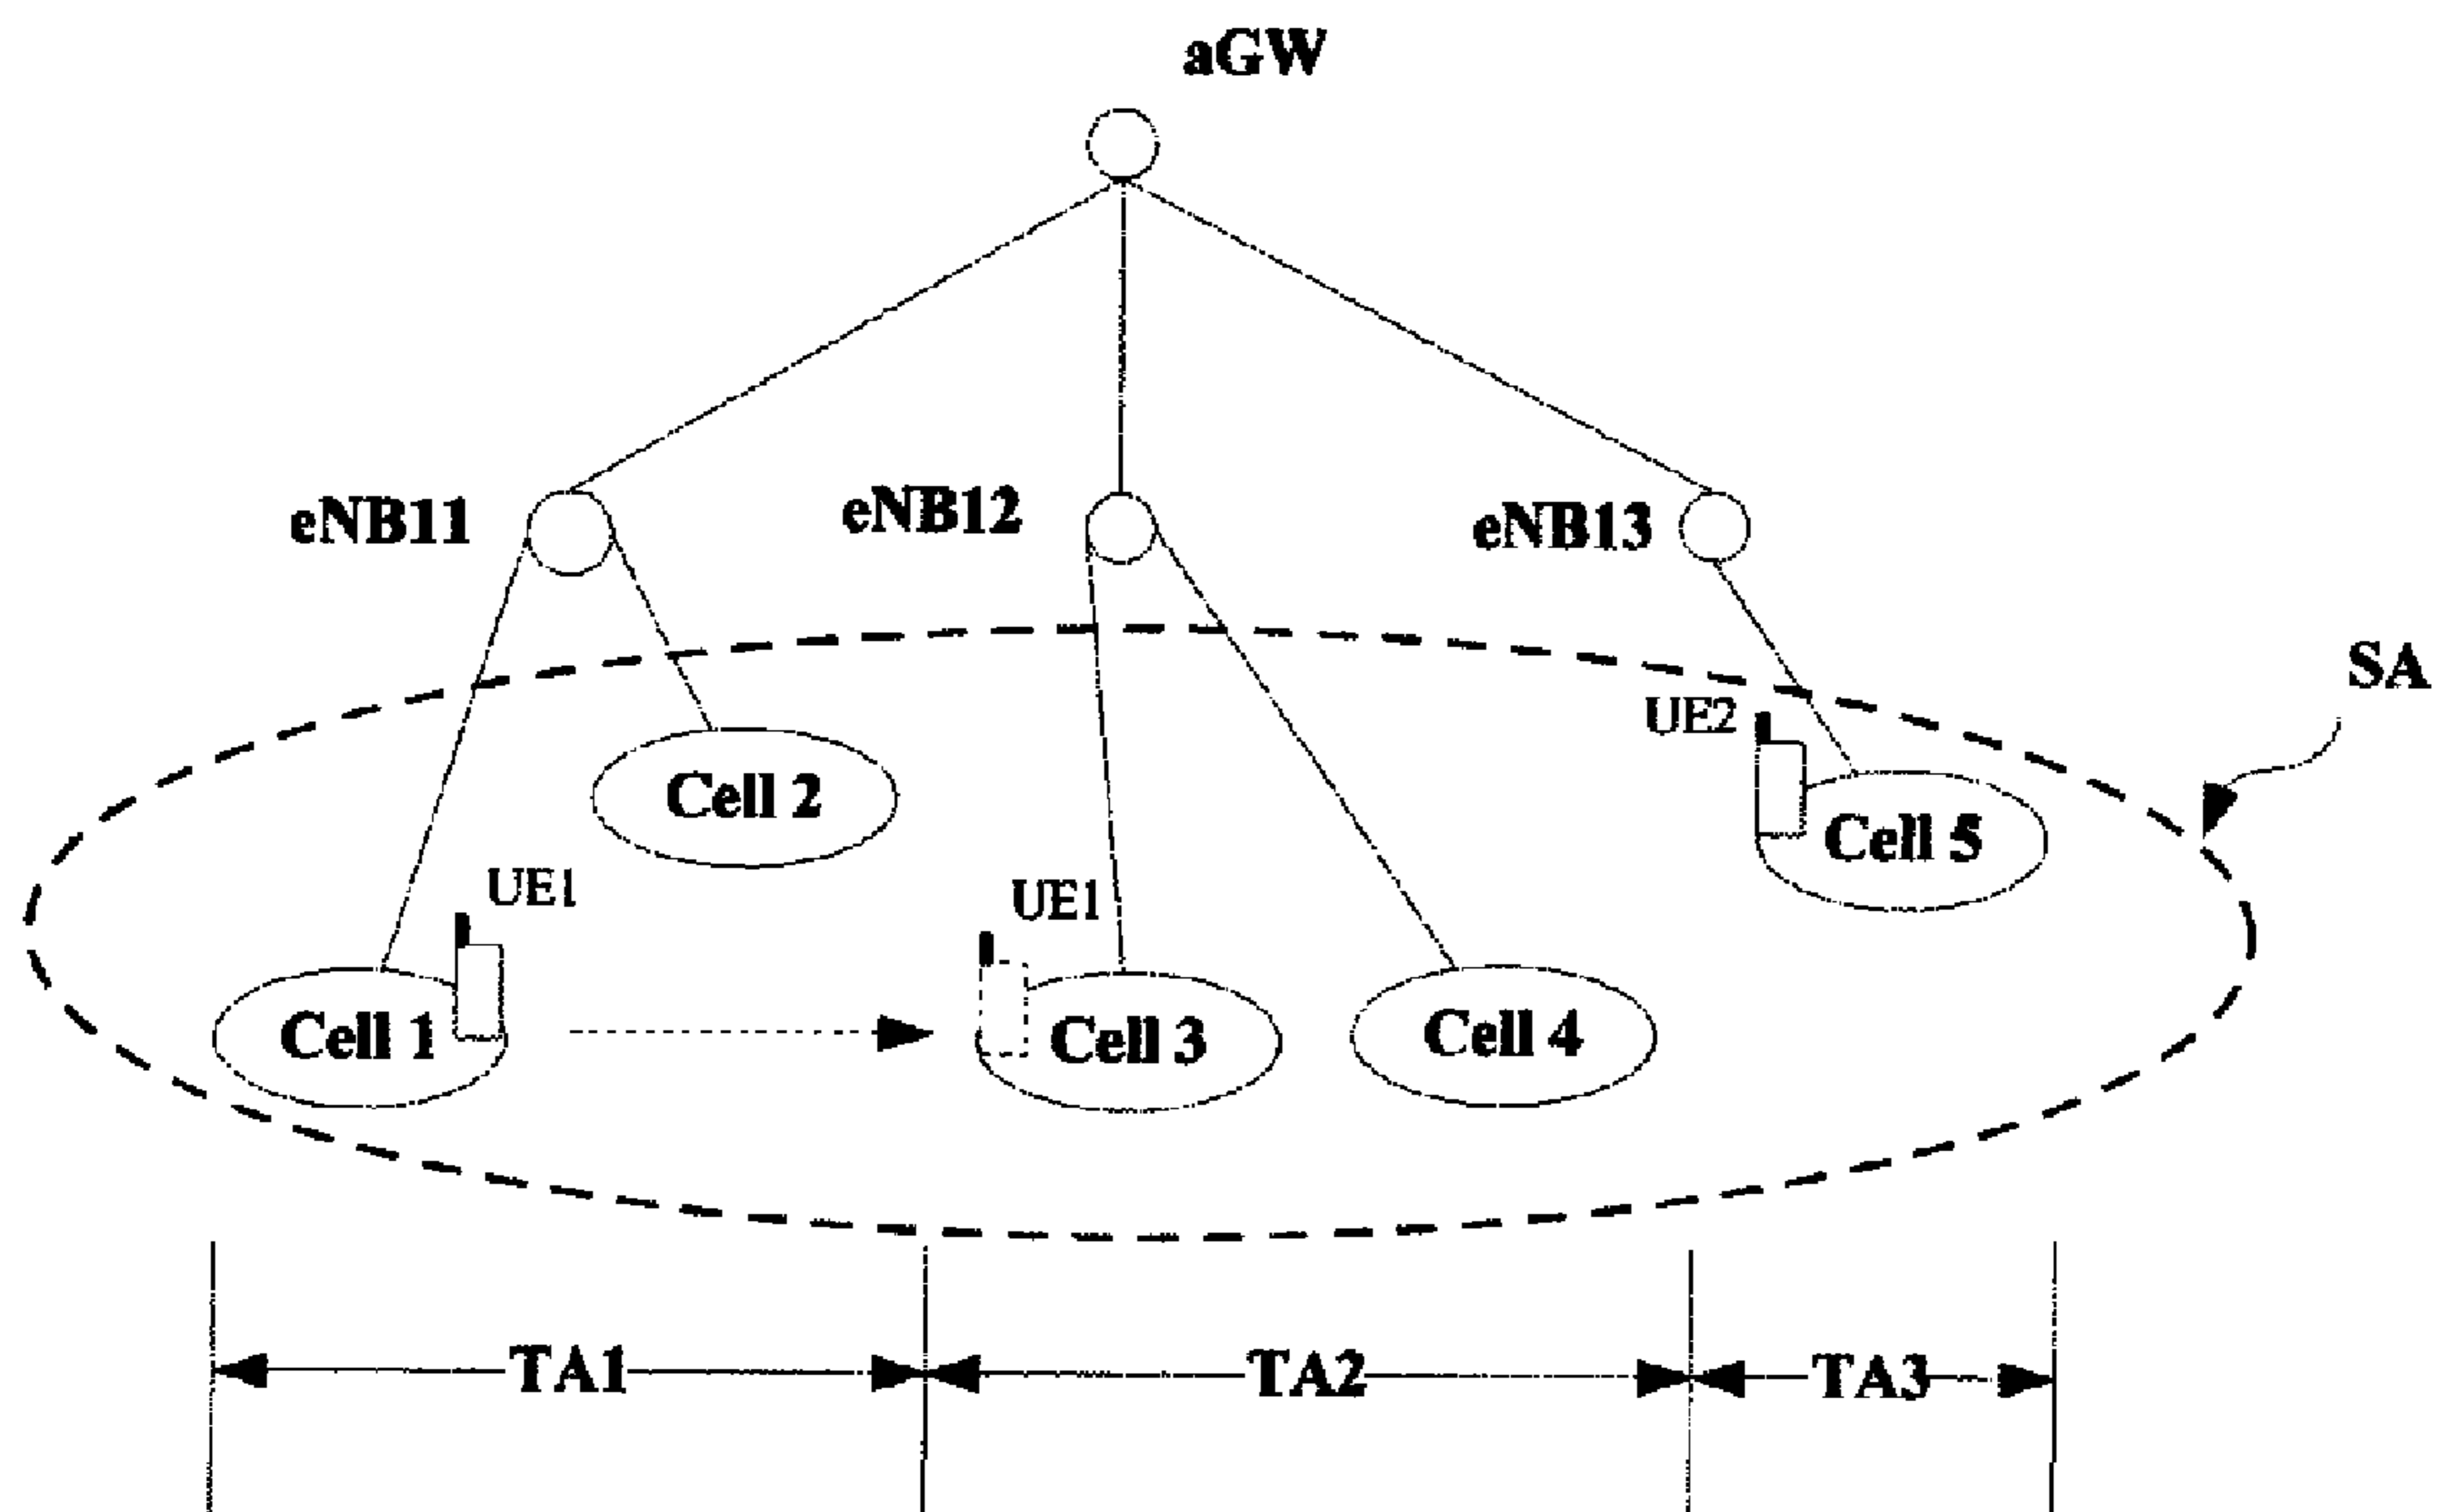 aGW
eNB11
eNB12
eNB13
SA
UE2
Cell 2
Cell 5
UE1
UE1
Cell 1
Cell 3
Cell 4
TA1
TA2
TA3